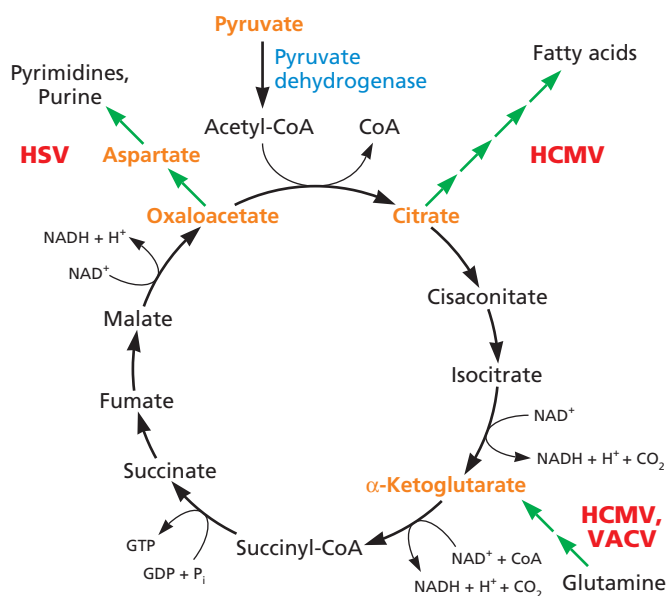 Pyruvate
Pyruvate
dehydrogenase
Fatty acids
Pyrimidines,
Purine
Acetyl-CoA
CoA
HSV
Aspartate
HCMV
Oxaloacetate
Citrate
NADH + H⁺
NAD⁺
Cisaconitate
Malate
Isocitrate
Fumate
NAD⁺
NADH + H⁺ + CO₂
Succinate
α-Ketoglutarate
HCMV,
VACV
GTP
GDP + Pᵢ
Succinyl-CoA
NAD⁺ + CoA
NADH + H⁺ + CO₂
Glutamine